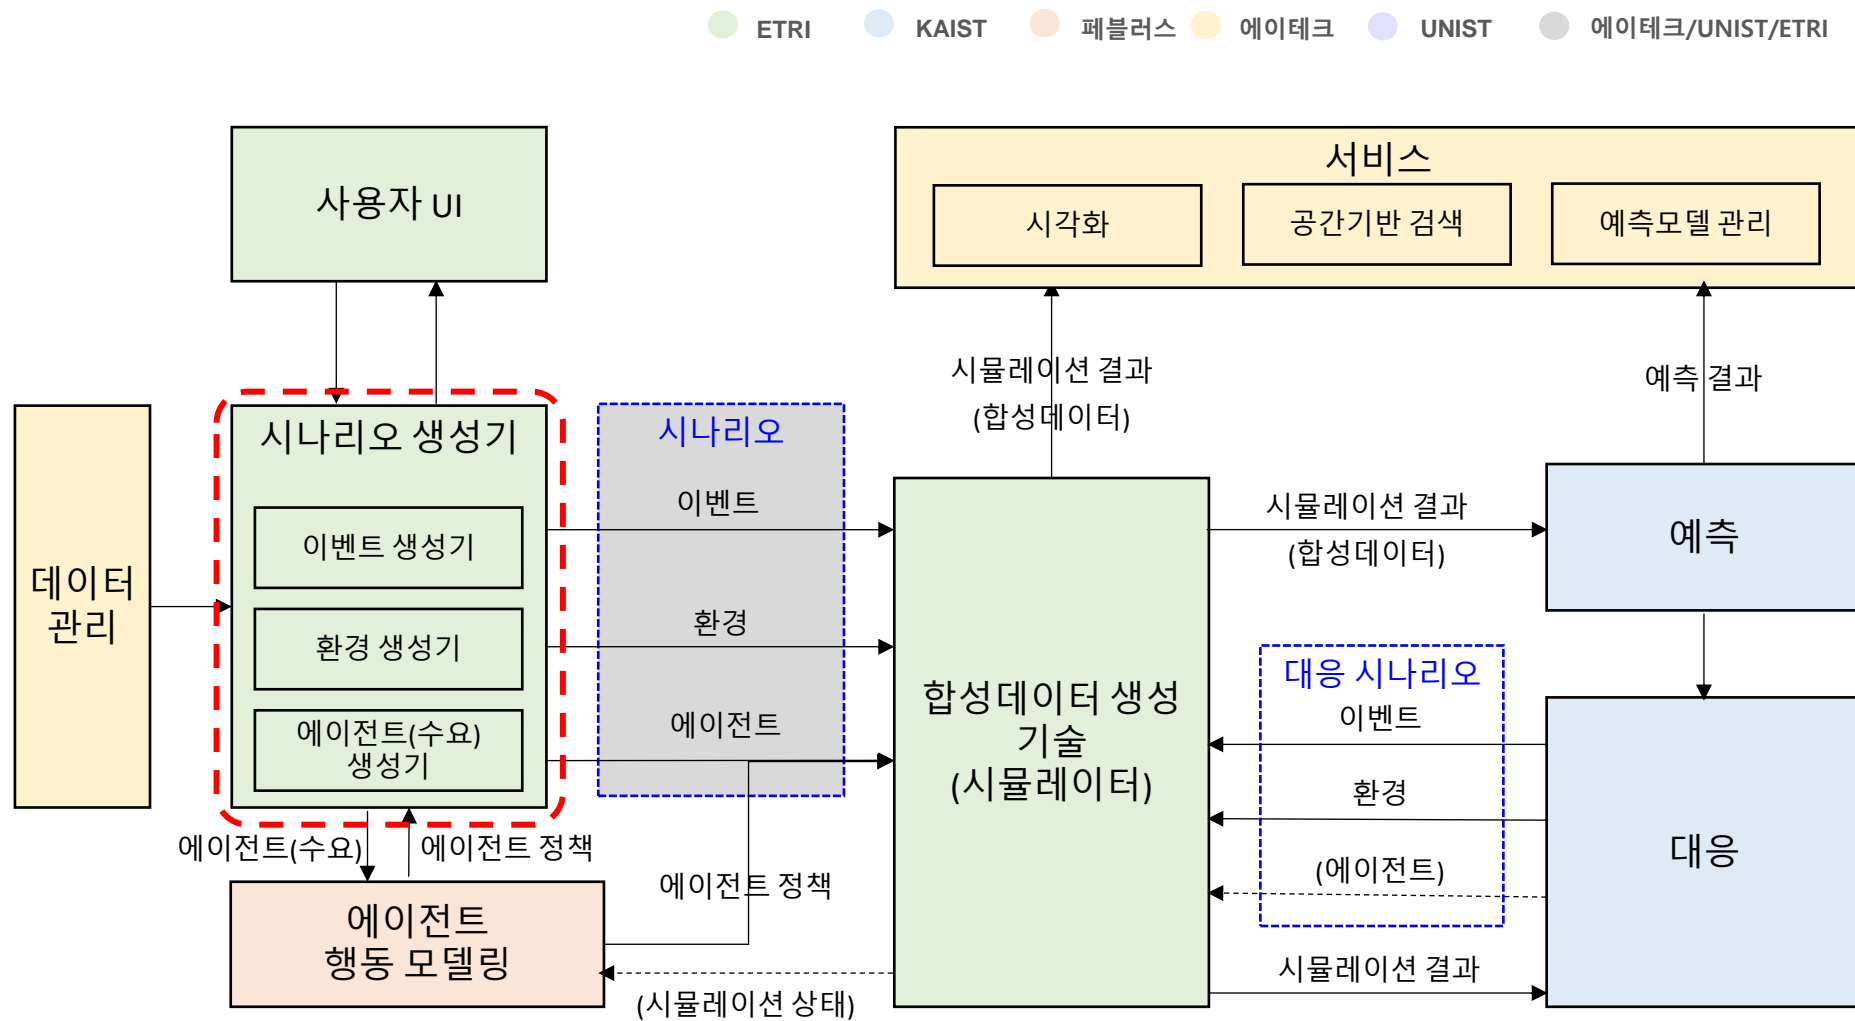 ETRI
KAIST
페블러스
에이테크
UNIST
에이테크/UNIST/ETRI
사용자 UI
서비스
시각화
공간기반 검색
예측모델 관리
시뮬레이션 결과
(합성데이터)
예측 결과
시나리오 생성기
이벤트 생성기
환경 생성기
에이전트(수요)
생성기
데이터
관리
시나리오
이벤트
환경
에이전트
합성데이터 생성
기술
(시뮬레이터)
시뮬레이션 결과
(합성데이터)
예측
대응 시나리오
이벤트
환경
(에이전트)
대응
에이전트(수요)
에이전트 정책
에이전트 정책
에이전트
행동 모델링
(시뮬레이션 상태)
시뮬레이션 결과